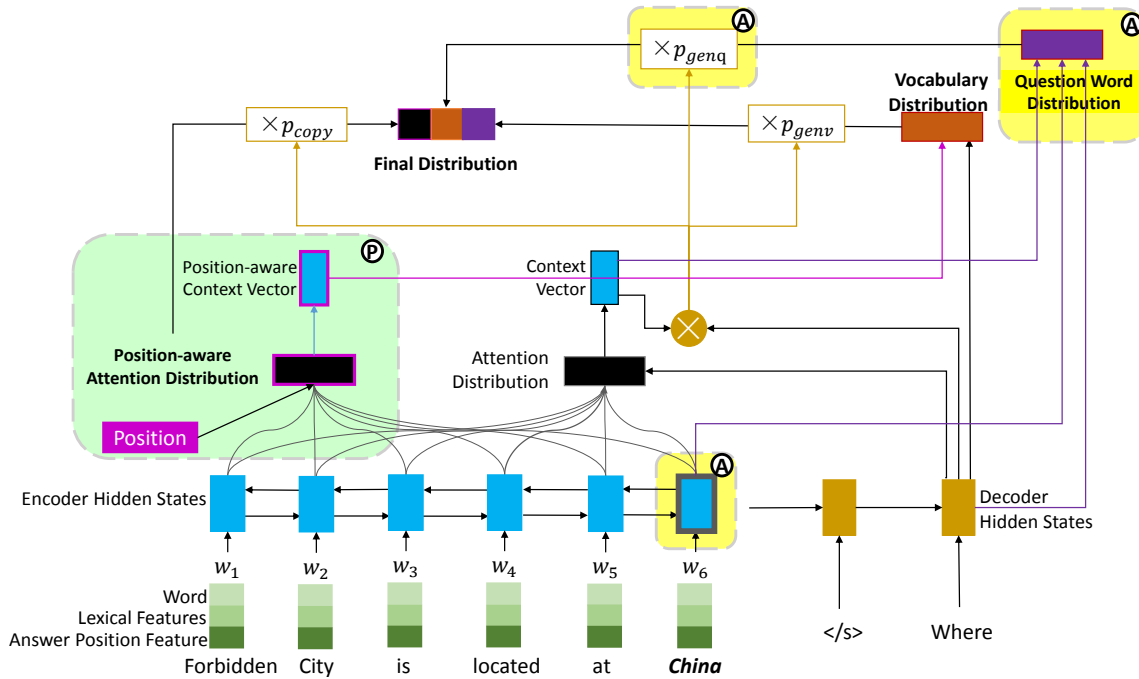 Ⓐ
Ⓐ
× p_genq
Vocabulary
Distribution
Question Word
Distribution
× p_copy
× p_genv
Final Distribution
Ⓟ
Position-aware
Context Vector
Context
Vector
Position-aware
Attention Distribution
Attention
Distribution
Position
Ⓐ
Encoder Hidden States
Decoder
Hidden States
w₁ w₂ w₃ w₄ w₅ w₆
Word
Lexical Features
Answer Position Feature
</s> Where
Forbidden City is located at China